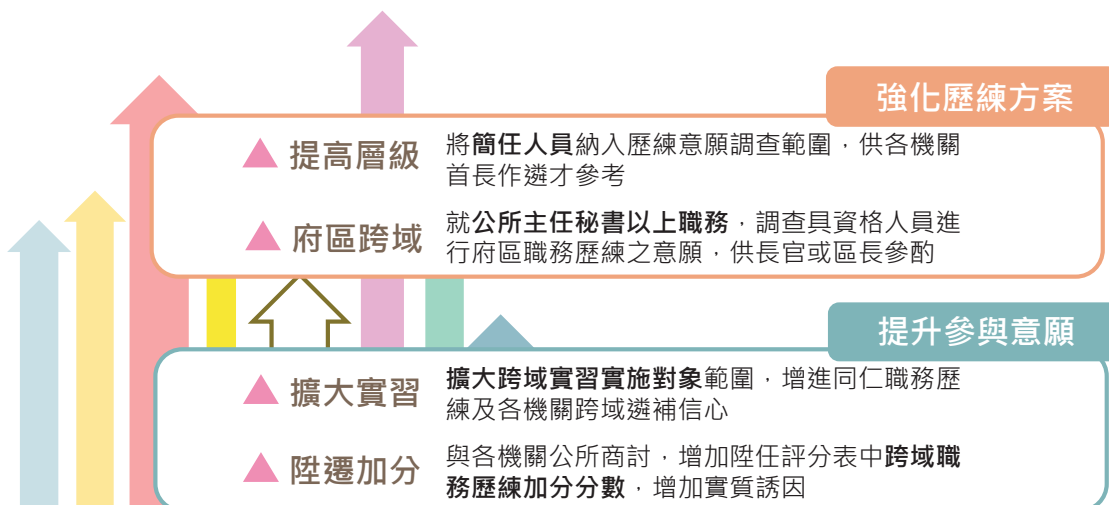 強化歷練方案
提高層級
將簡任人員納入歷練意願調查範圍，供各機關
首長作遴才參考
府區跨域
就公所主任秘書以上職務，調查具資格人員進
行府區職務歷練之意願，供長官或區長參酌
提升參與意願
擴大實習
擴大跨域實習實施對象範圍，增進同仁職務歷
練及各機關跨域遴補信心
陞遷加分
與各機關公所商討，增加陞任評分表中跨域職
務歷練加分分數，增加實質誘因